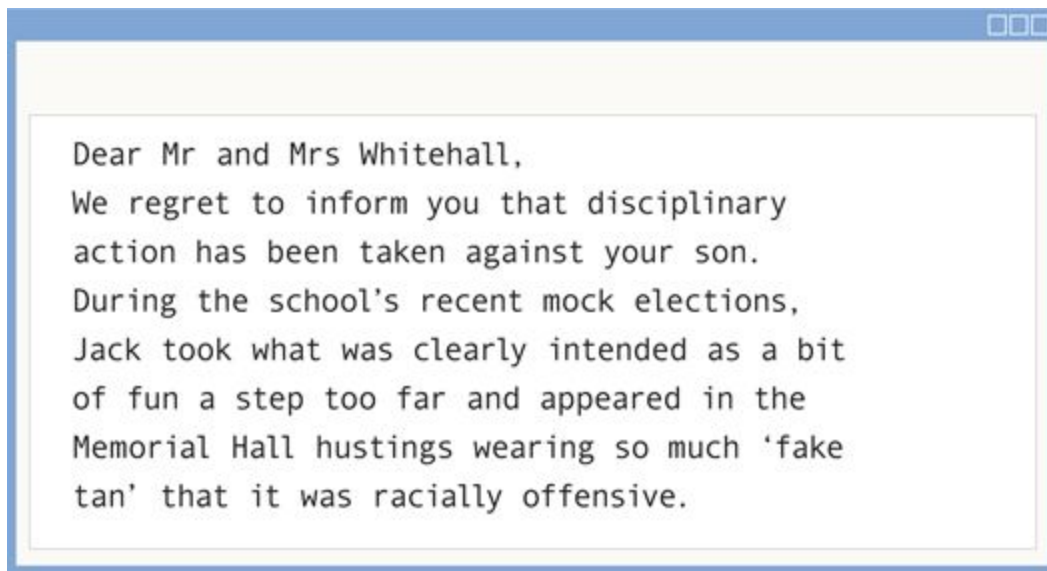 Dear Mr and Mrs Whitehall,
We regret to inform you that disciplinary
action has been taken against your son.
During the school’s recent mock elections,
Jack took what was clearly intended as a bit
of fun a step too far and appeared in the
Memorial Hall hustings wearing so much ‘fake
tan’ that it was racially offensive.